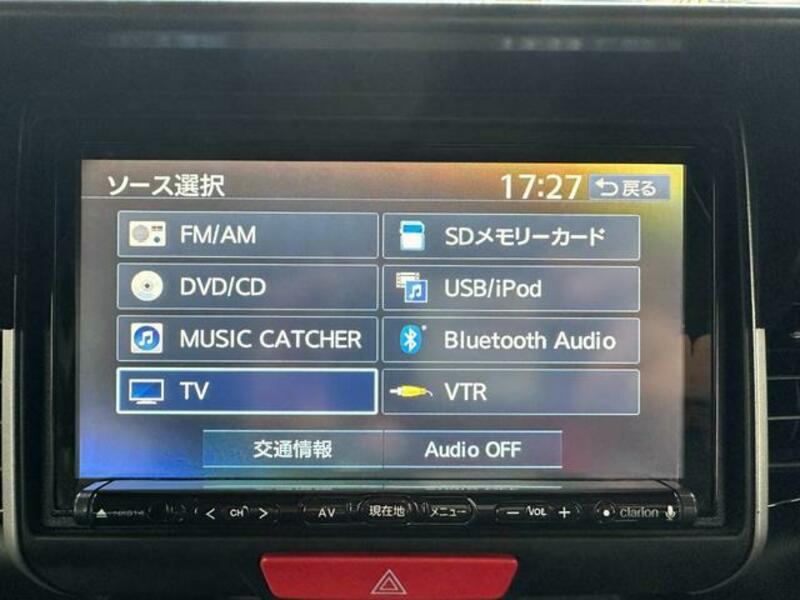 ソース選択 17:27 戻る
FM/AM SDメモリーカード
DVD/CD USB/iPod
MUSIC CATCHER Bluetooth Audio
TV VTR
交通情報 Audio OFF
CH AV 現在地 メニュー VOL clarion